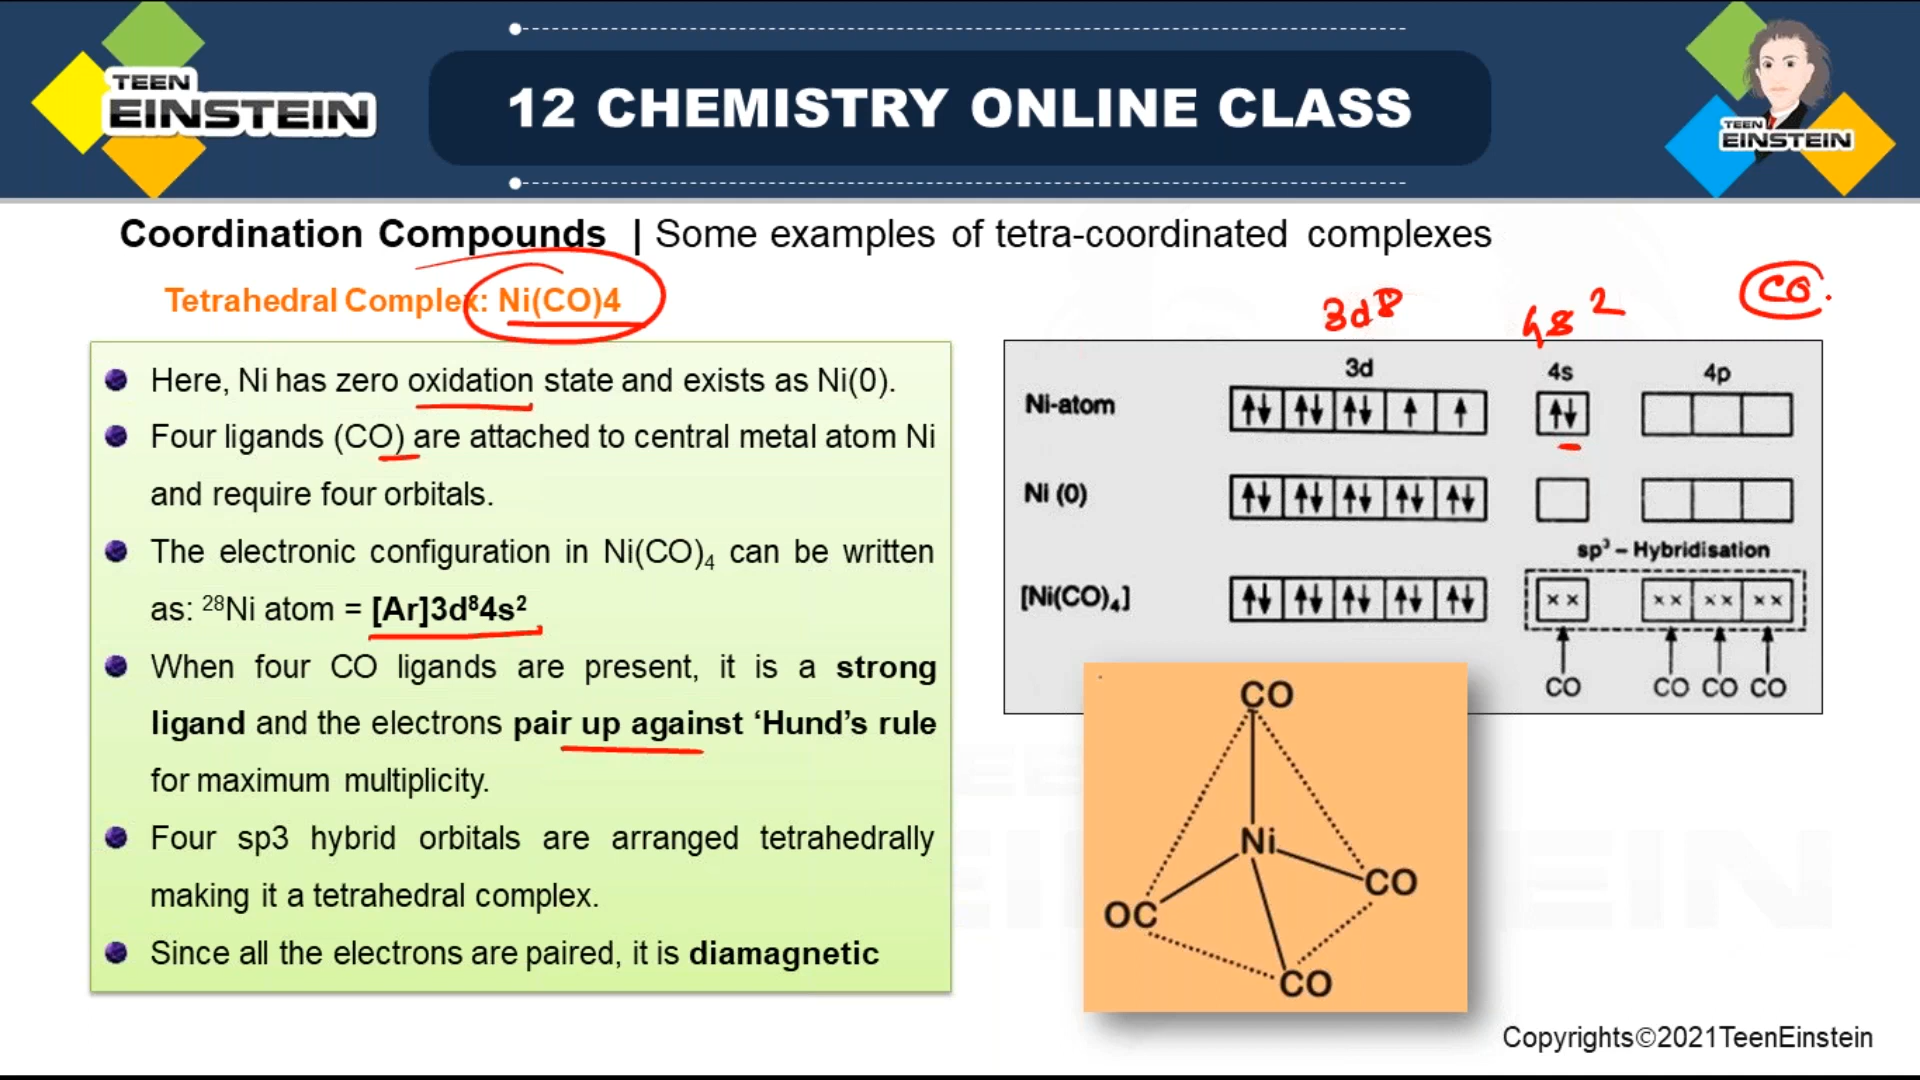 TEEN
EINSTEIN
12 CHEMISTRY ONLINE CLASS
TEEN
EINSTEIN
Coordination Compounds | Some examples of tetra-coordinated complexes
Tetrahedral Complex: Ni(CO)4
Here, Ni has zero oxidation state and exists as Ni(0).
Four ligands (CO) are attached to central metal atom Ni
and require four orbitals.
The electronic configuration in Ni(CO)₄ can be written
as: ²⁸Ni atom = [Ar]3d⁸4s²
When four CO ligands are present, it is a strong
ligand and the electrons pair up against ‘Hund’s rule
for maximum multiplicity.
Four sp3 hybrid orbitals are arranged tetrahedrally
making it a tetrahedral complex.
Since all the electrons are paired, it is diamagnetic
3d⁸ 4s² CO
3d 4s 4p
Ni-atom
Ni (0)
sp³ – Hybridisation
[Ni(CO)₄] ×× ×× ×× ××
CO CO CO CO
CO
Ni
CO
OC
CO
Copyrights©2021TeenEinstein